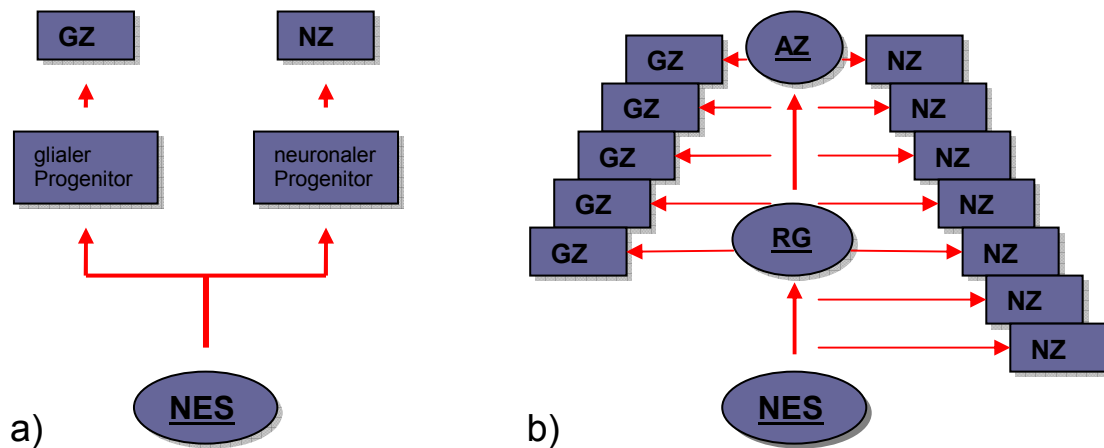 GZ
NZ
glialer
Progenitor
neuronaler
Progenitor
NES
a)
AZ
GZ
NZ
GZ
NZ
GZ
NZ
GZ
NZ
RG
GZ
NZ
NZ
NZ
NES
b)